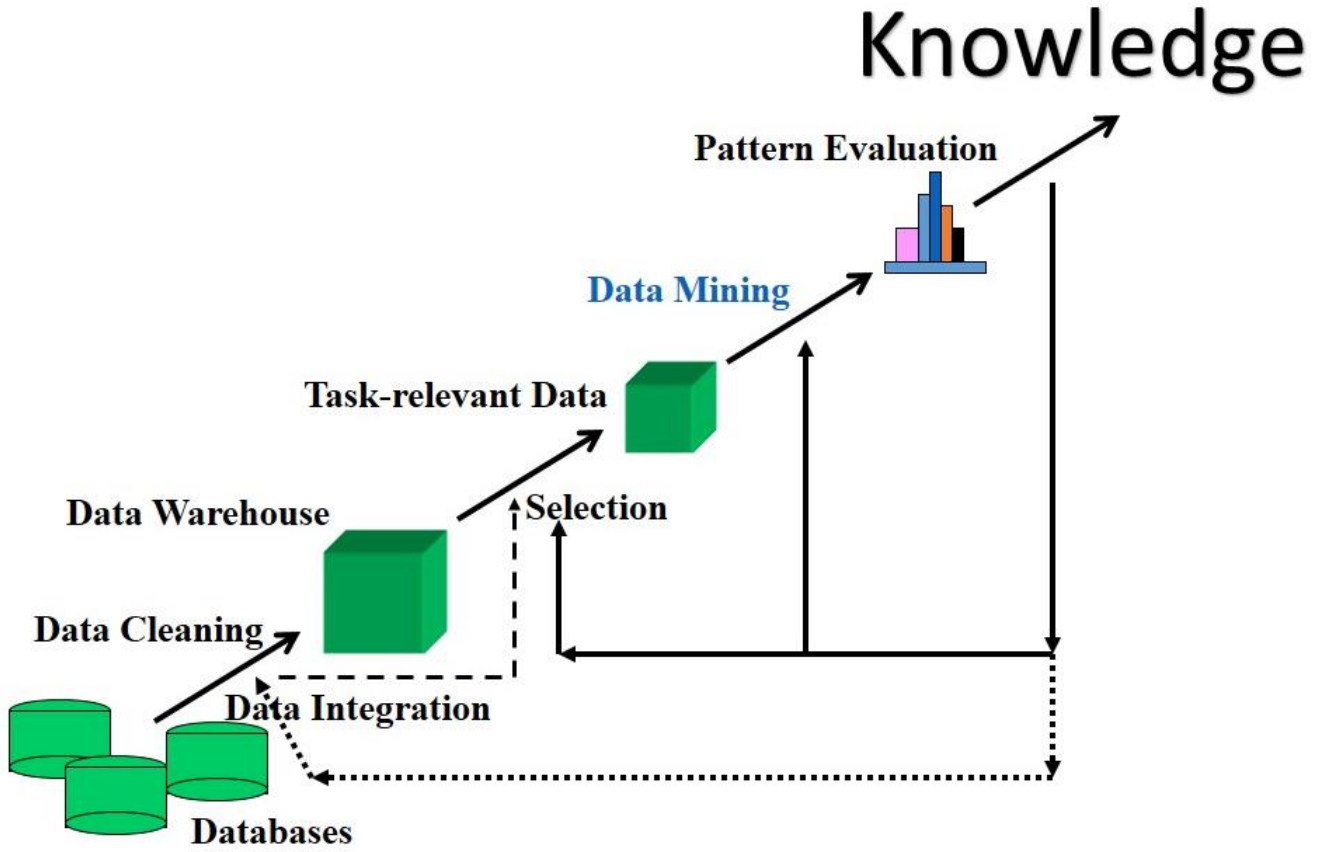 Knowledge
Pattern Evaluation
Data Mining
Task-relevant Data
Selection
Data Warehouse
Data Cleaning
Data Integration
Databases